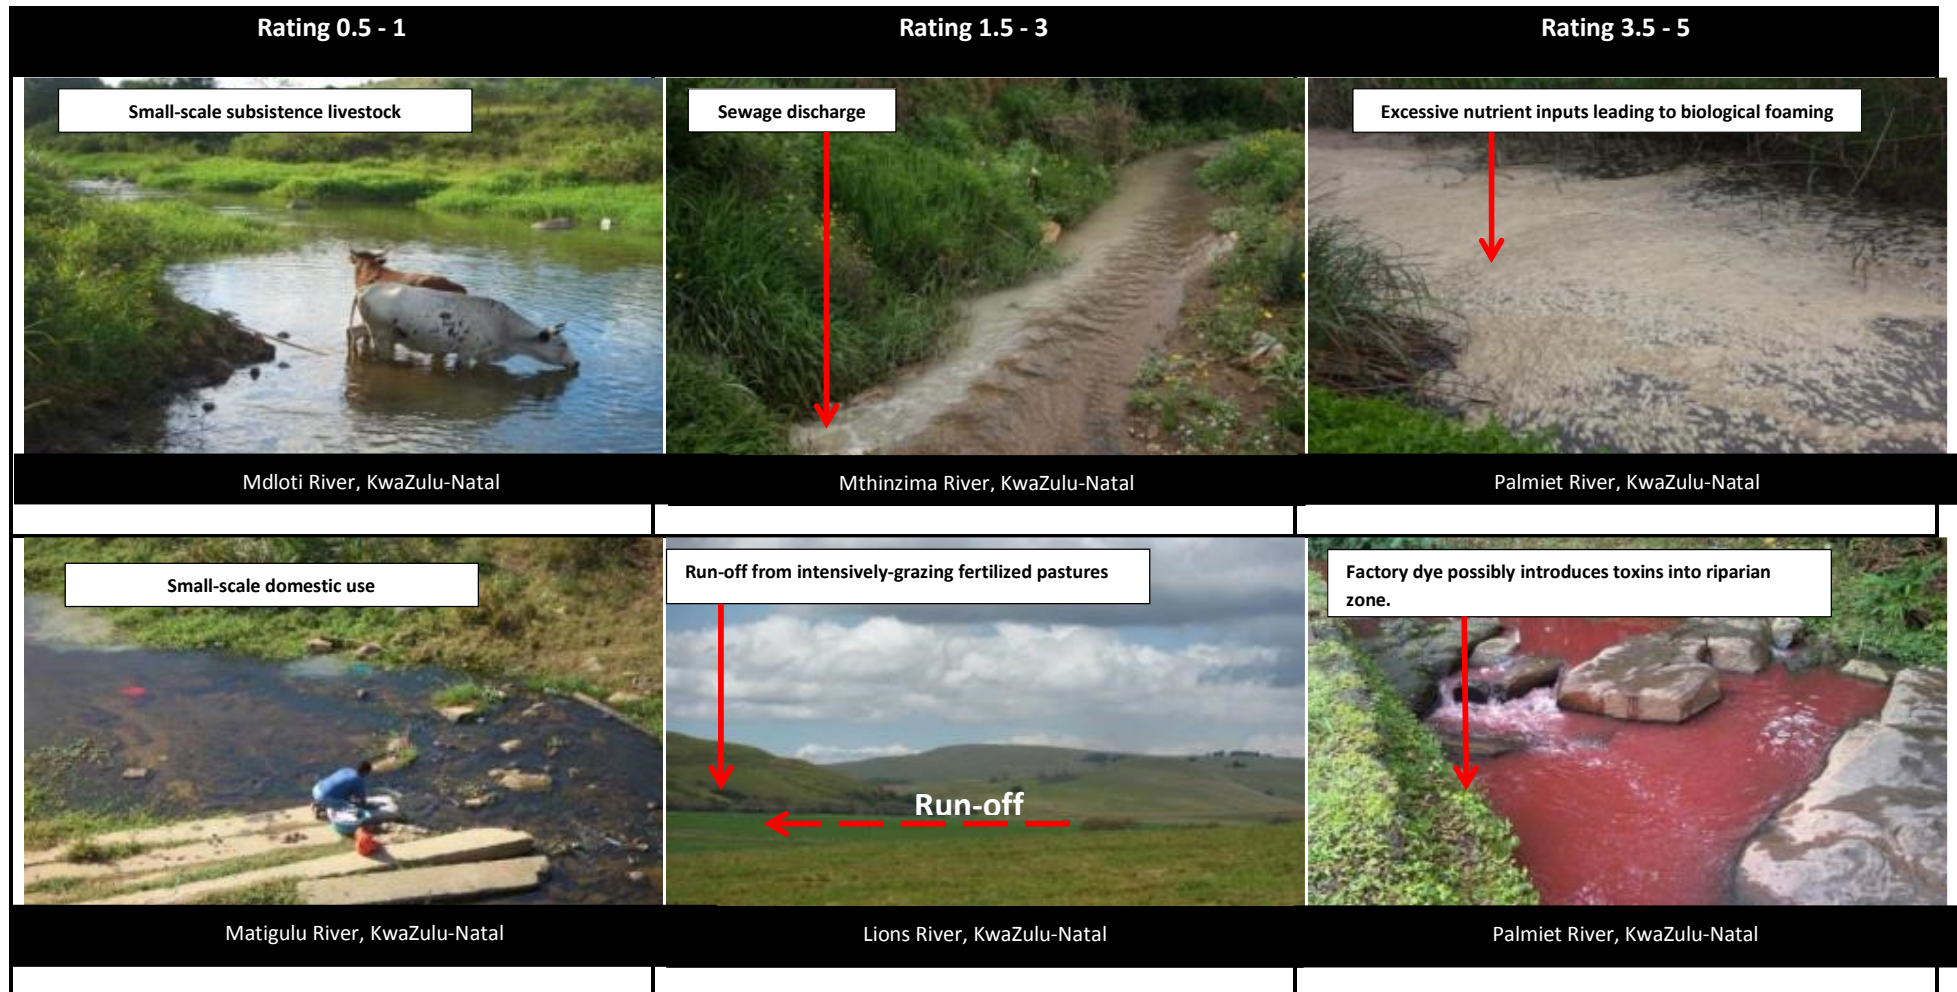 Rating 0.5 - 1
Rating 1.5 - 3
Rating 3.5 - 5
Small-scale subsistence livestock
Sewage discharge
Excessive nutrient inputs leading to biological foaming
Mdloti River, KwaZulu-Natal
Mthinzima River, KwaZulu-Natal
Palmiet River, KwaZulu-Natal
Small-scale domestic use
Run-off from intensively-grazing fertilized pastures
Factory dye possibly introduces toxins into riparian
zone.
Run-off
Matigulu River, KwaZulu-Natal
Lions River, KwaZulu-Natal
Palmiet River, KwaZulu-Natal